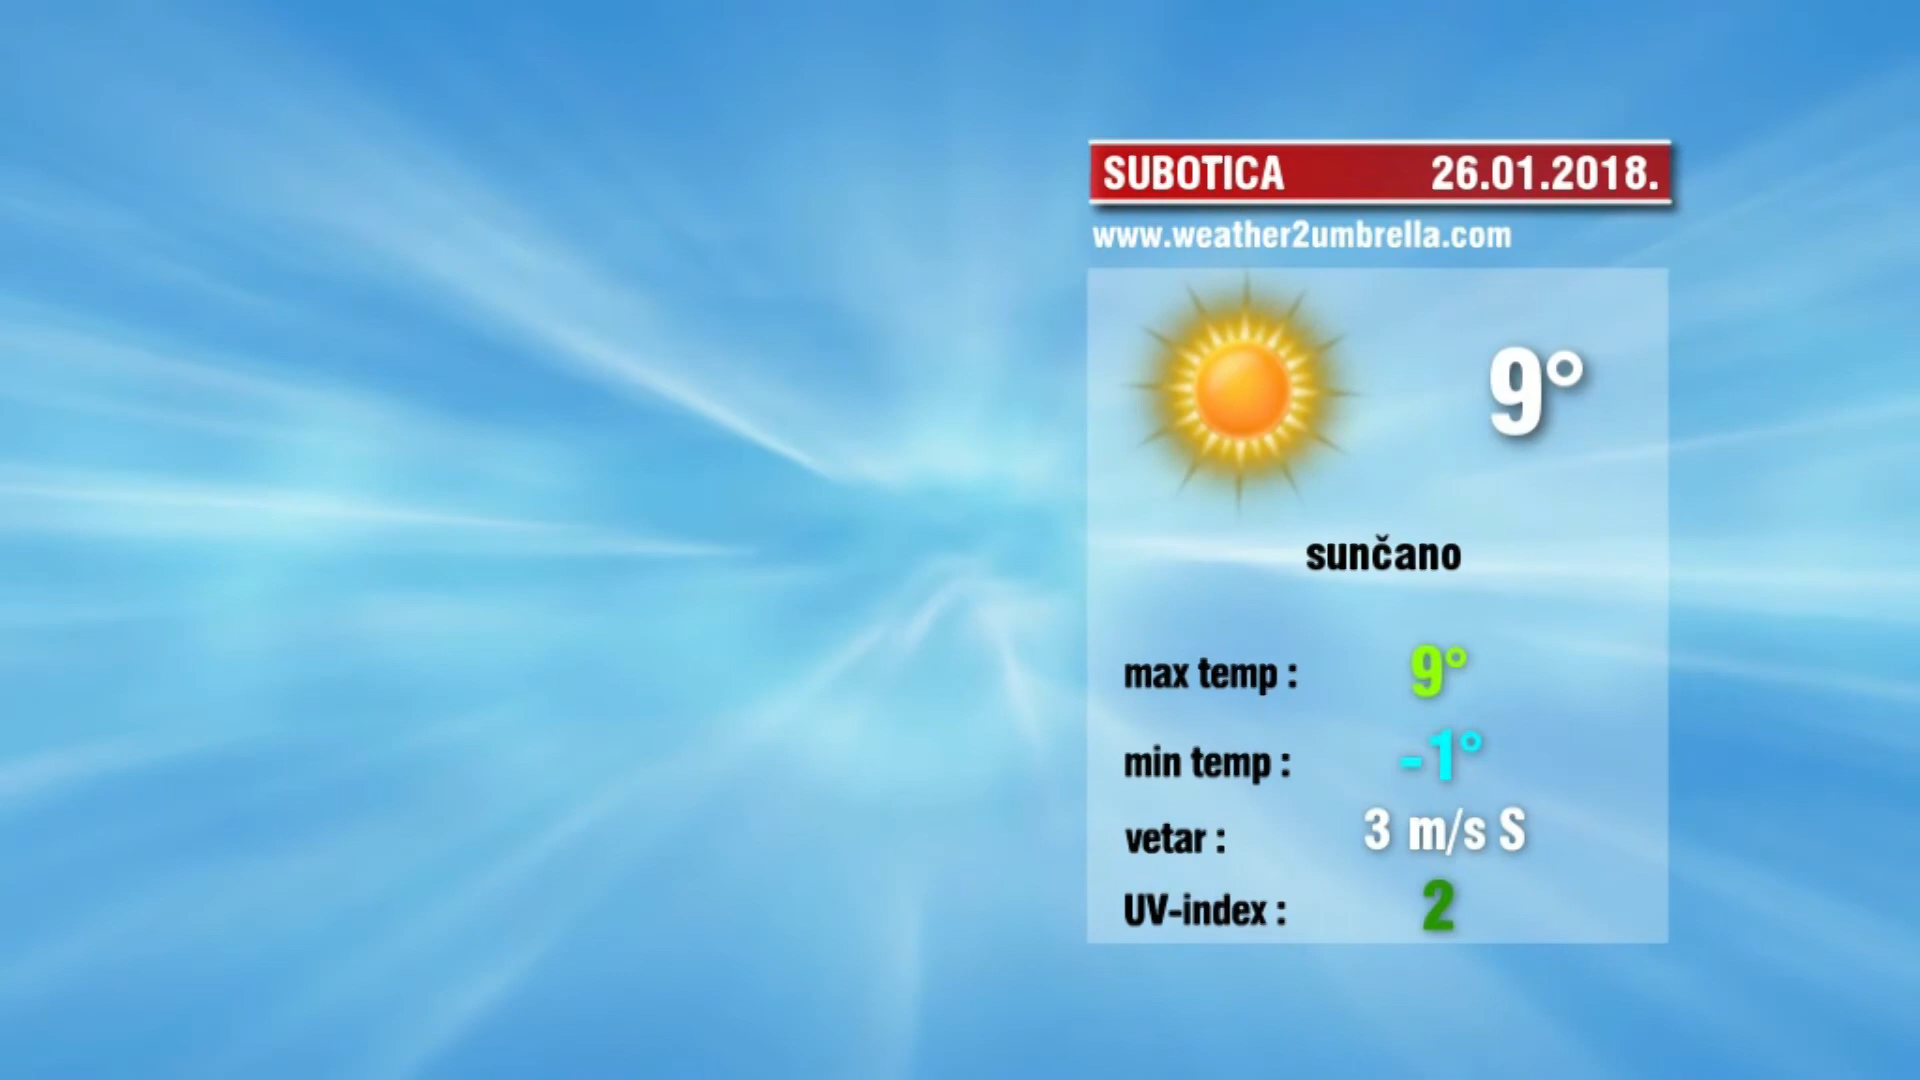 SUBOTICA 26.01.2018.
www.weather2umbrella.com
9°
sunčano
max temp : 9°
min temp : -1°
vetar : 3 m/s S
UV-index : 2